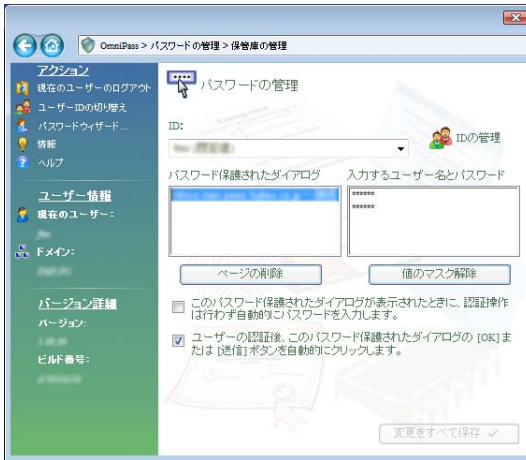 OmniPass > パスワードの管理 > 保管庫の管理
アクション
現在のユーザーのログアウト
ユーザーIDの切り替え
パスワードウィザード...
情報
ヘルプ
ユーザー情報
現在のユーザー:
ドメイン:
バージョン詳細
バージョン:
ビルド番号:
パスワードの管理
ID:
IDの管理
パスワード保護されたダイアログ
入力するユーザー名とパスワード
******
******
ページの削除
値のマスク解除
このパスワード保護されたダイアログが表示されたときに、認証操作
は行わず自動的にパスワードを入力します。
ユーザーの認証後、このパスワード保護されたダイアログの [OK] ま
たは [送信] ボタンを自動的にクリックします。
変更をすべて保存